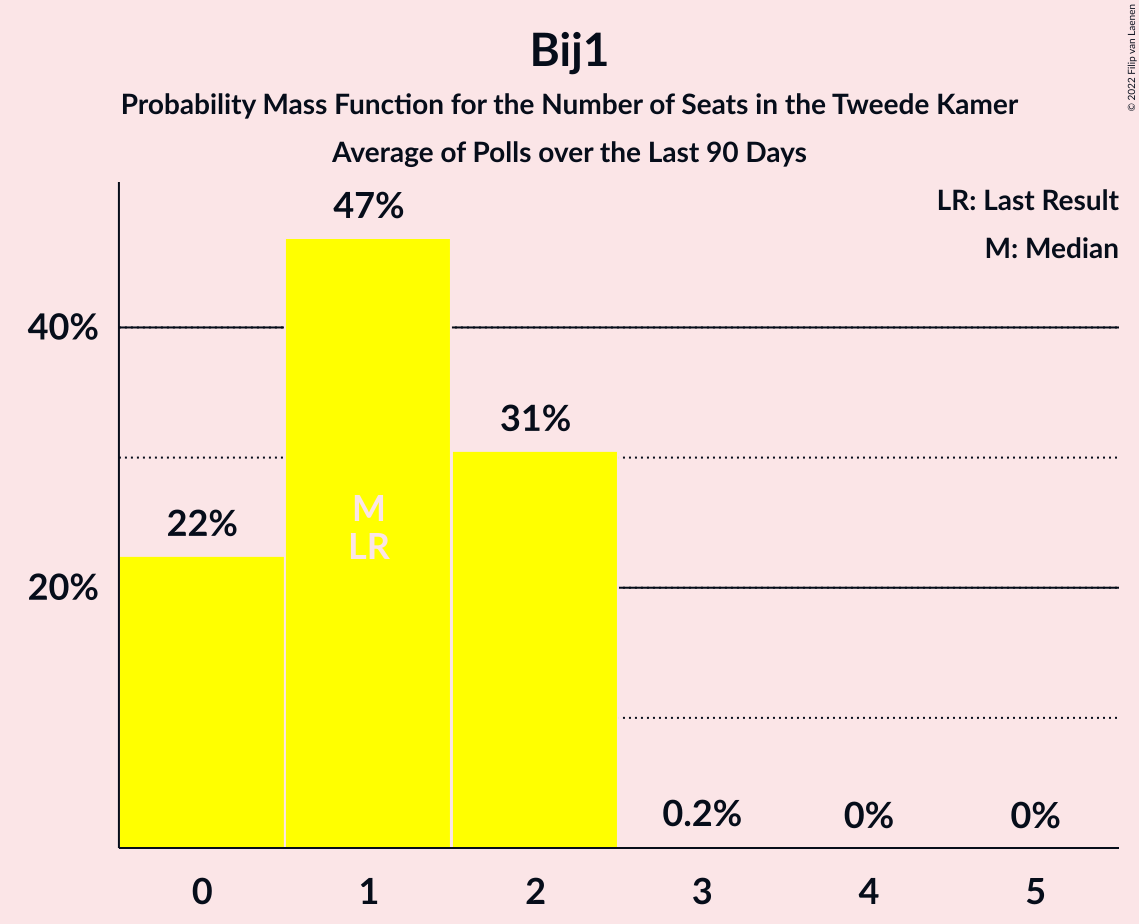 Bij1
Probability Mass Function for the Number of Seats in the Tweede Kamer
Average of Polls over the Last 90 Days
© 2022 Filip van Laenen
LR: Last Result
M: Median
47%
40%
31%
22%
M
LR
20%
0.2%
0%
0%
0 1 2 3 4 5